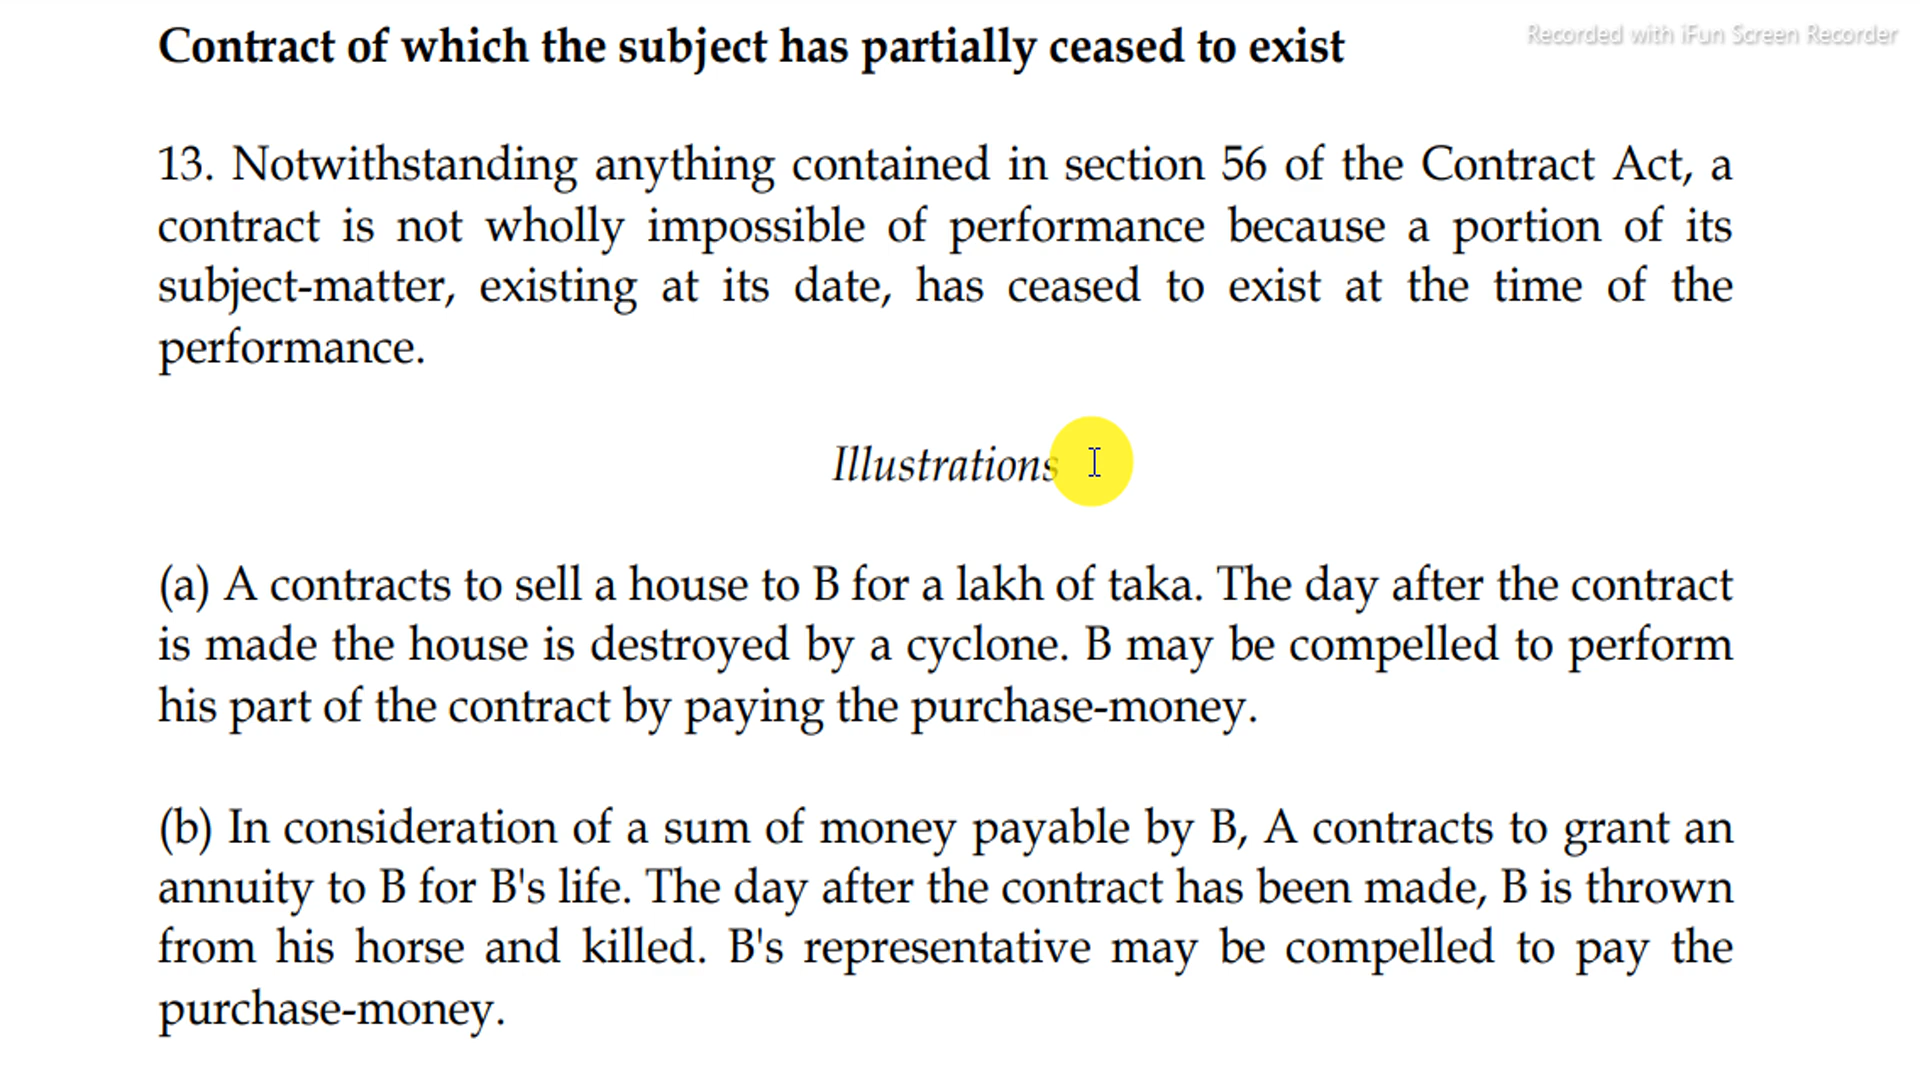 Contract of which the subject has partially ceased to exist
Recorded with iFun Screen Recorder
13. Notwithstanding anything contained in section 56 of the Contract Act, a
contract is not wholly impossible of performance because a portion of its
subject-matter, existing at its date, has ceased to exist at the time of the
performance.
Illustrations
(a) A contracts to sell a house to B for a lakh of taka. The day after the contract
is made the house is destroyed by a cyclone. B may be compelled to perform
his part of the contract by paying the purchase-money.
(b) In consideration of a sum of money payable by B, A contracts to grant an
annuity to B for B's life. The day after the contract has been made, B is thrown
from his horse and killed. B's representative may be compelled to pay the
purchase-money.